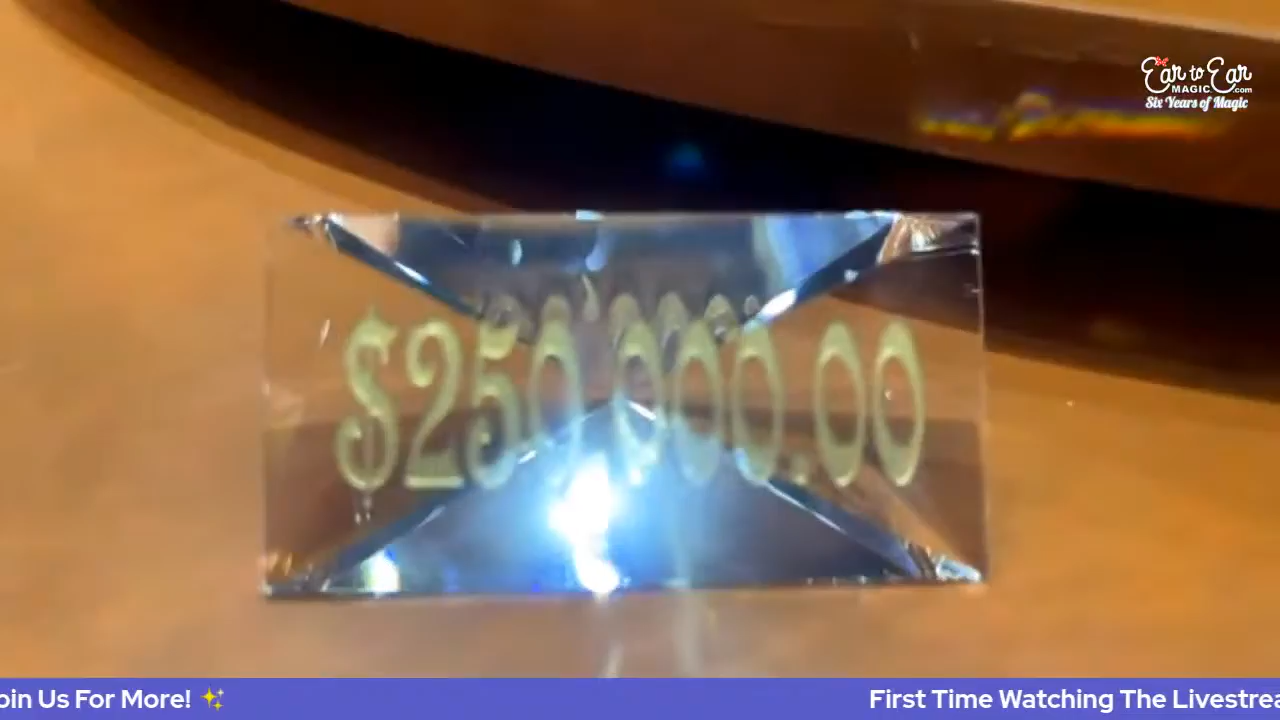 Ear to Ear
MAGIC.com
Six Years of Magic
$250,000.00
oin Us For More! ✨
First Time Watching The Livestrea